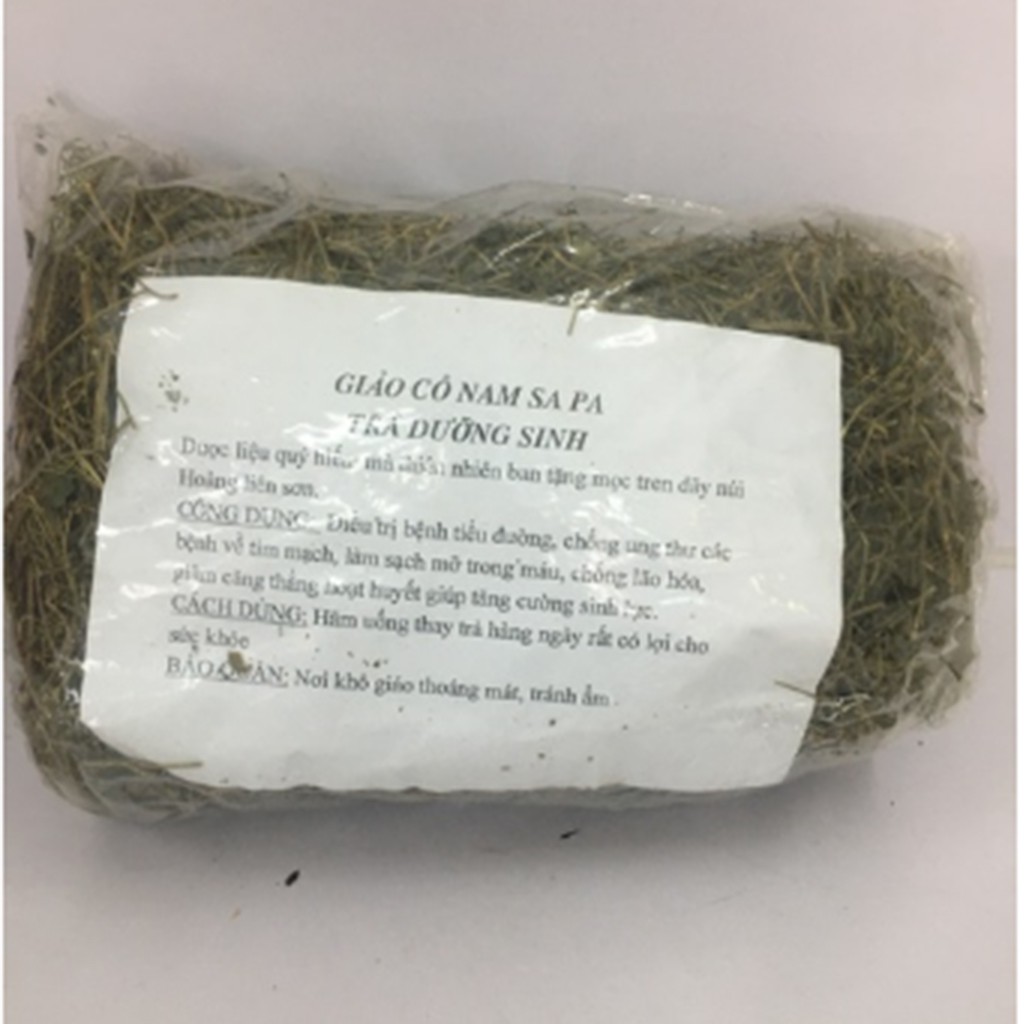 GIẢO CỔ NAM SA PA
TRÀ DƯỠNG SINH
Dược liệu quý hiếm mà thiên nhiên ban tặng mọc tren dãy núi
Hoàng liên sơn.
CÔNG DỤNG: Điều trị bệnh tiểu đường, chống ung thư các
bệnh về tim mạch, làm sạch mỡ trong máu, chống lão hóa,
giảm căng thẳng hoạt huyết giúp tăng cường sinh lực.
CÁCH DÙNG: Hãm uống thay trà hàng ngày rất có lợi cho
sức khỏe
BẢO QUẢN: Nơi khô giáo thoáng mát, tránh ẩm .